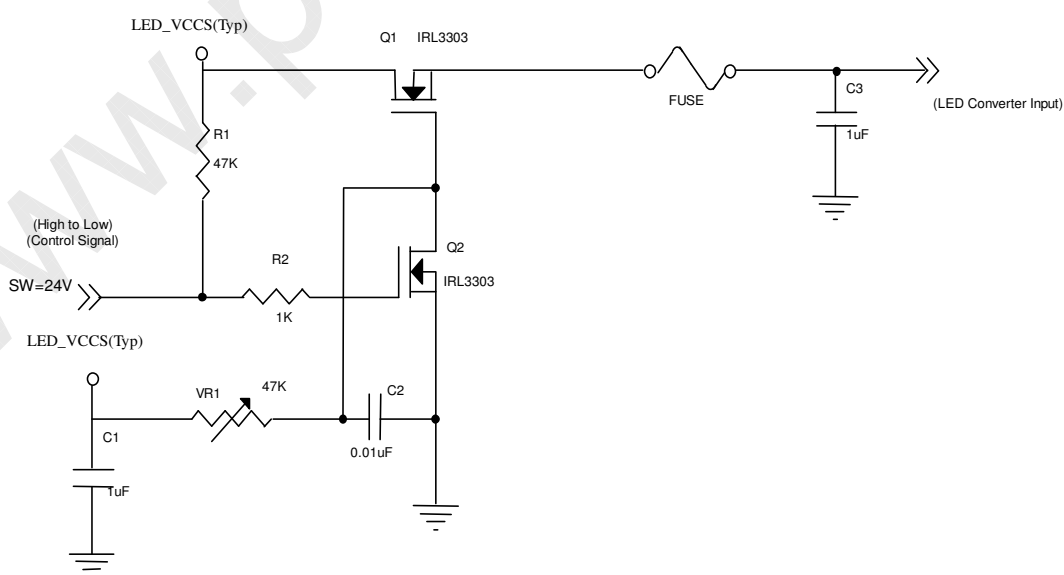 LED_VCCS(Typ)
Q1 IRL3303
FUSE
C3
(LED Converter Input)
1uF
R1
47K
(High to Low)
(Control Signal)
SW=24V
R2
1K
Q2
IRL3303
LED_VCCS(Typ)
VR1
47K
C2
0.01uF
C1
1uF